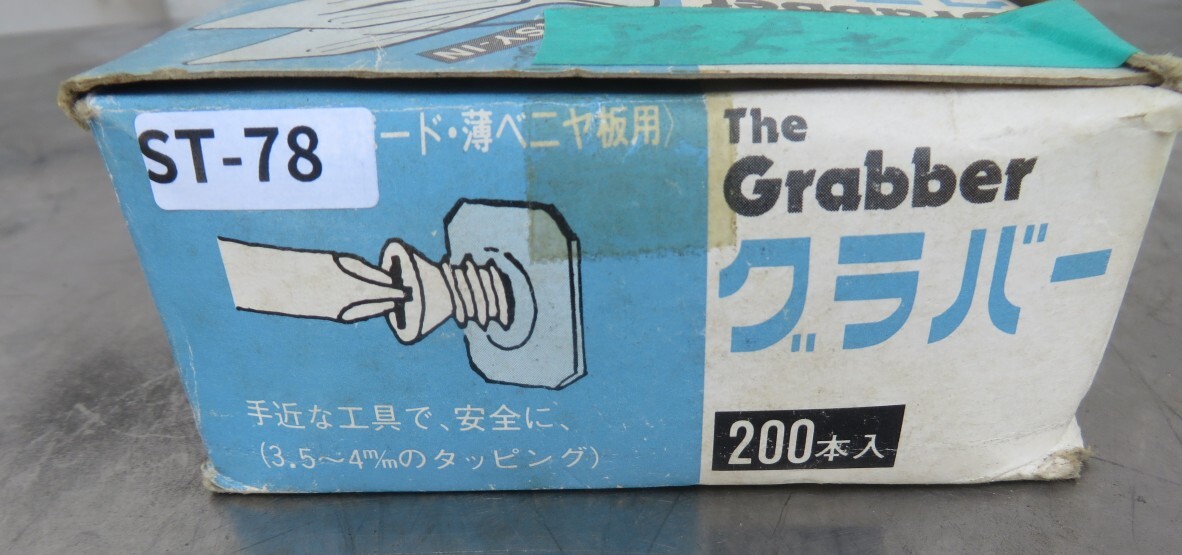 SY-IN
ST-78
ード・薄ベニヤ板用〉
The
Grabber
グラバー
手近な工具で、安全に、
(3.5〜4m/mのタッピング)
200本入